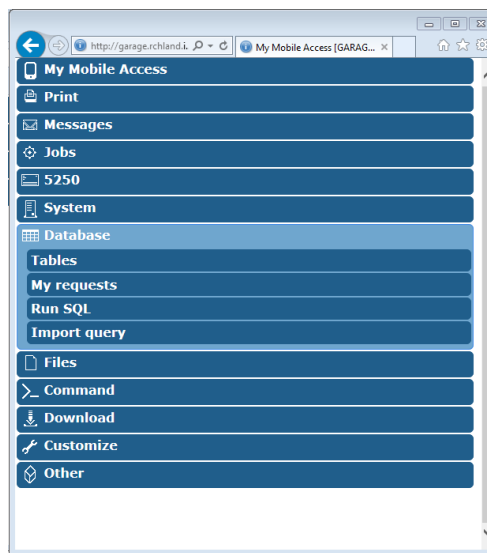 http://garage.rchland.i.
My Mobile Access [GARAG...
My Mobile Access
Print
Messages
Jobs
5250
System
Database
Tables
My requests
Run SQL
Import query
Files
Command
Download
Customize
Other